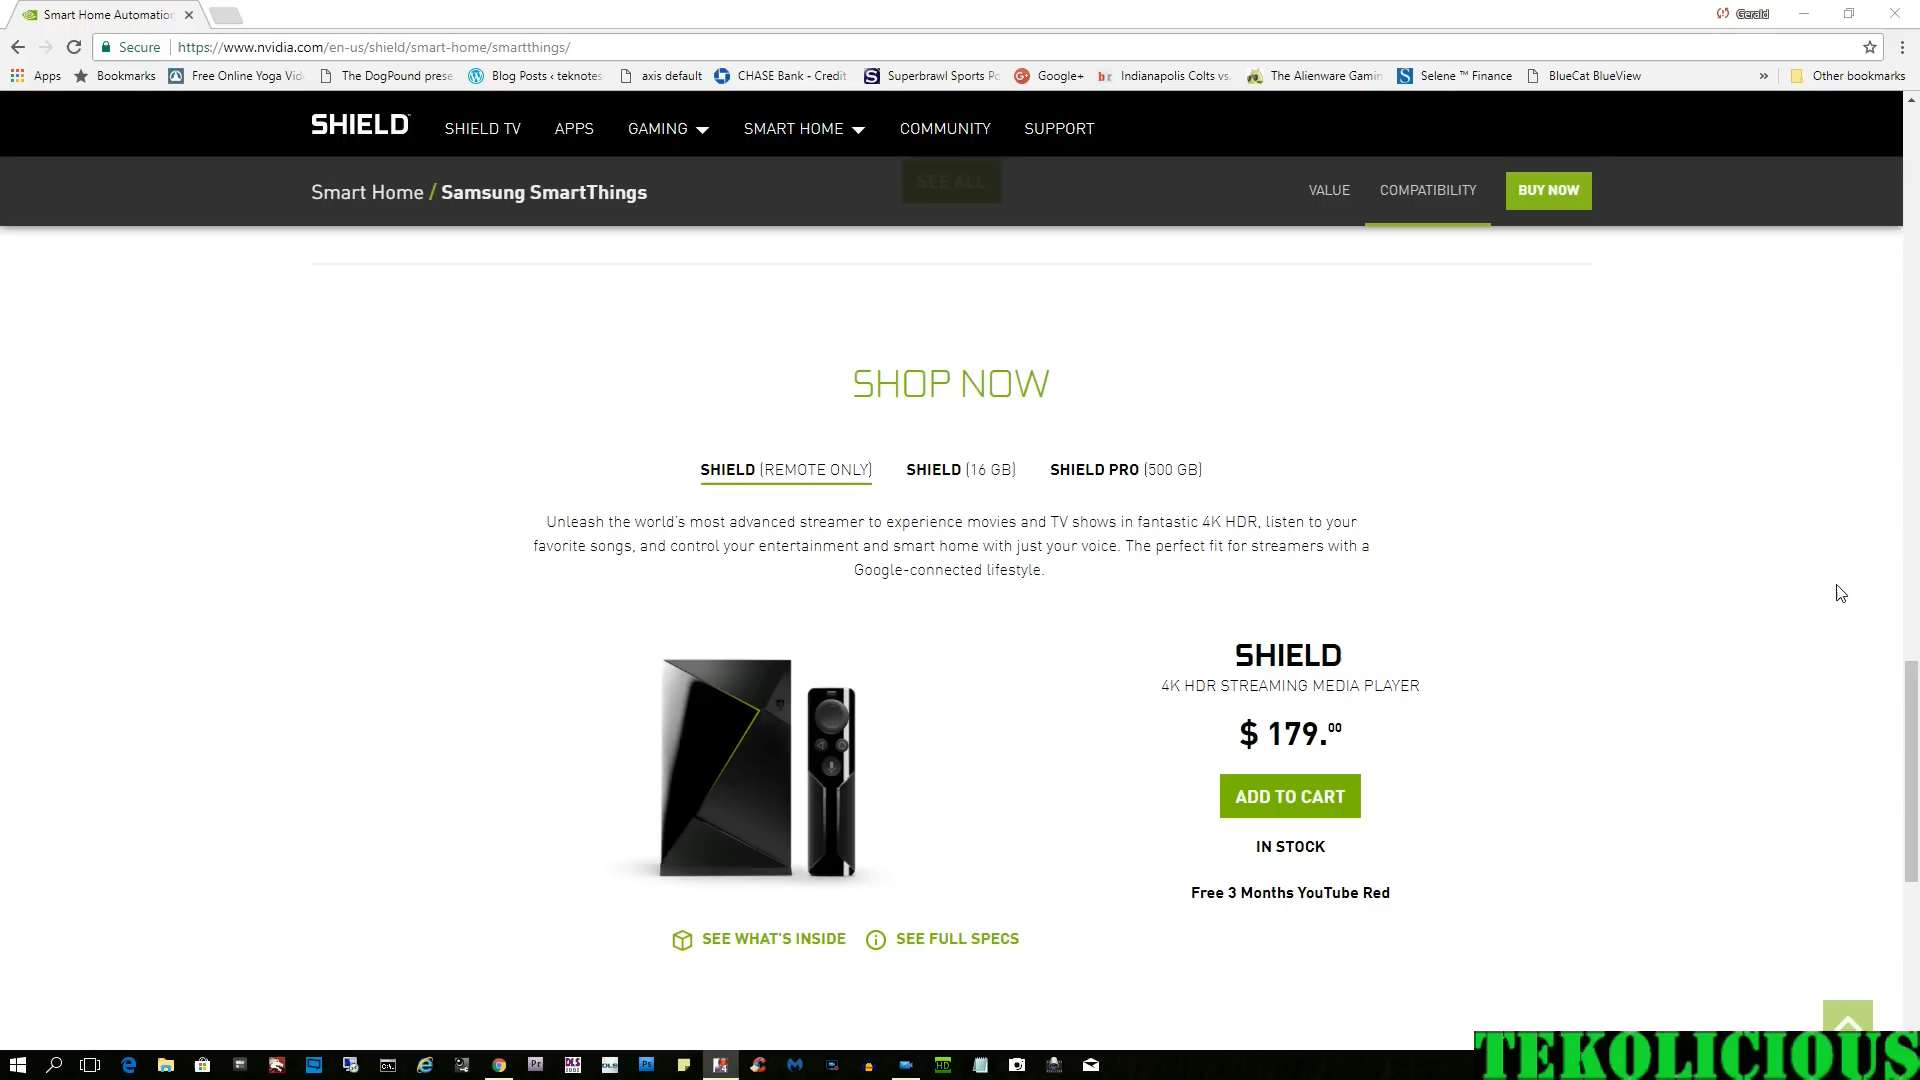 Smart Home Automation
Gerald
Secure
https://www.nvidia.com/en-us/shield/smart-home/smartthings/
Apps
Bookmarks
Free Online Yoga Vid
The DogPound prese
Blog Posts ‹ teknotes
axis default
CHASE Bank - Credit
Superbrawl Sports Po
Google+
Indianapolis Colts vs.
The Alienware Gamin
Selene ™ Finance
BlueCat BlueView
»
Other bookmarks
SHIELD
SHIELD TV
APPS
GAMING
SMART HOME
COMMUNITY
SUPPORT
SEE ALL
Smart Home / Samsung SmartThings
VALUE
COMPATIBILITY
BUY NOW
SHOP NOW
SHIELD (REMOTE ONLY)
SHIELD (16 GB)
SHIELD PRO (500 GB)
Unleash the world's most advanced streamer to experience movies and TV shows in fantastic 4K HDR, listen to your
favorite songs, and control your entertainment and smart home with just your voice. The perfect fit for streamers with a
Google-connected lifestyle.
SHIELD
4K HDR STREAMING MEDIA PLAYER
$ 179.00
ADD TO CART
IN STOCK
Free 3 Months YouTube Red
SEE WHAT'S INSIDE
SEE FULL SPECS
TEKOLICIOUS